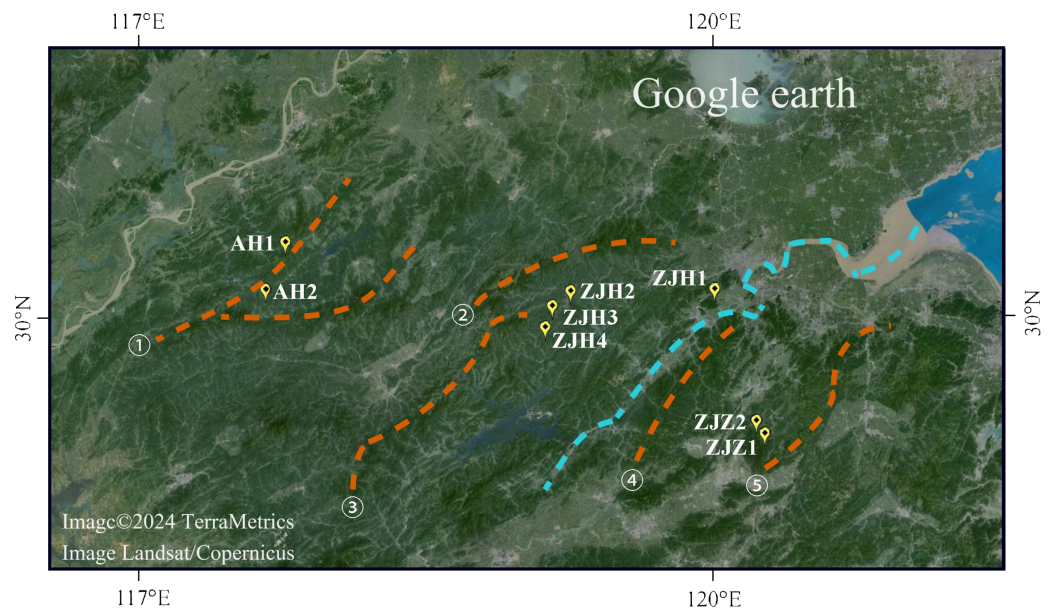 117°E 120°E
Google earth
AH1
AH2
ZJH1
ZJH2
ZJH3
ZJH4
30°N 30°N
①
②
ZJZ2
ZJZ1
③
④
⑤
Imagc©2024 TerraMetrics
Image Landsat/Copernicus
117°E 120°E